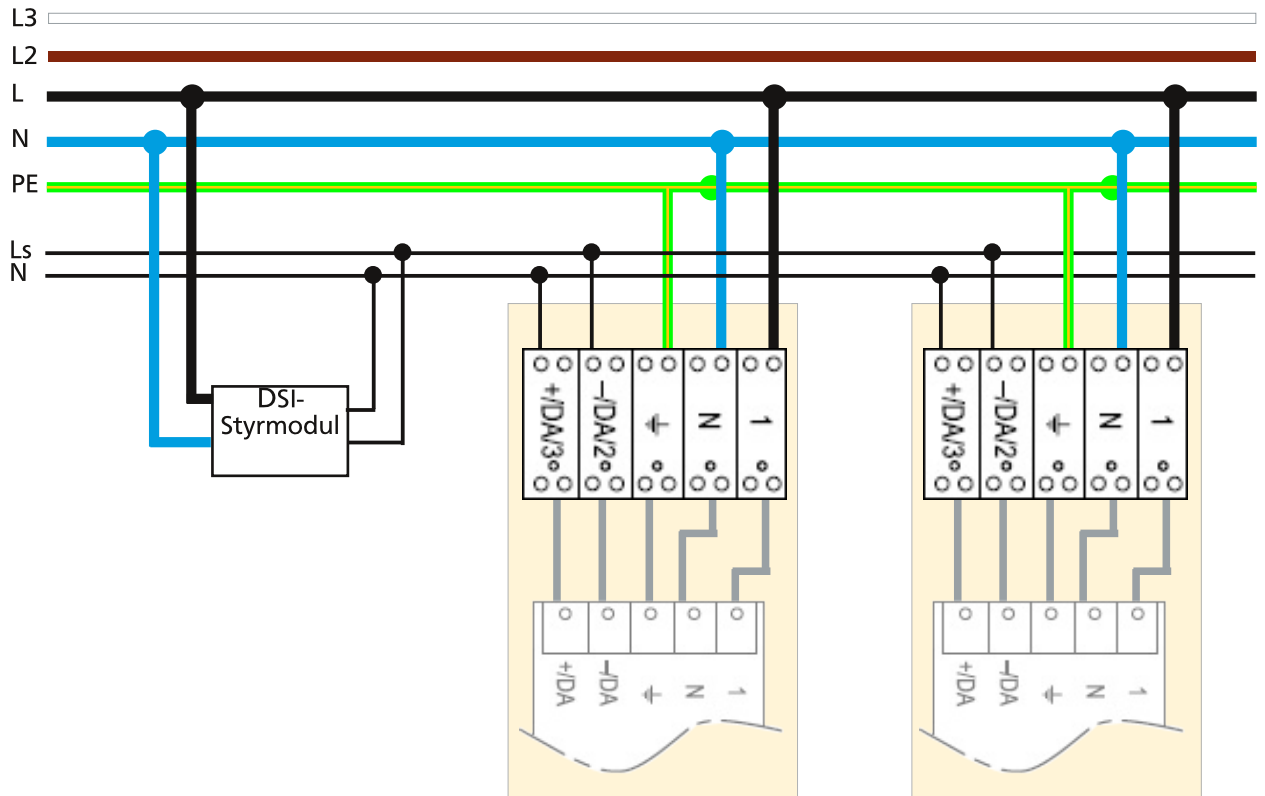 L3
L2
L
N
PE
Ls
N
DSI-
Styrmodul
+/DA/3
–/DA/2
N
1
+/DA/3
–/DA/2
N
1
+/DA
–/DA
N
1
+/DA
–/DA
N
1